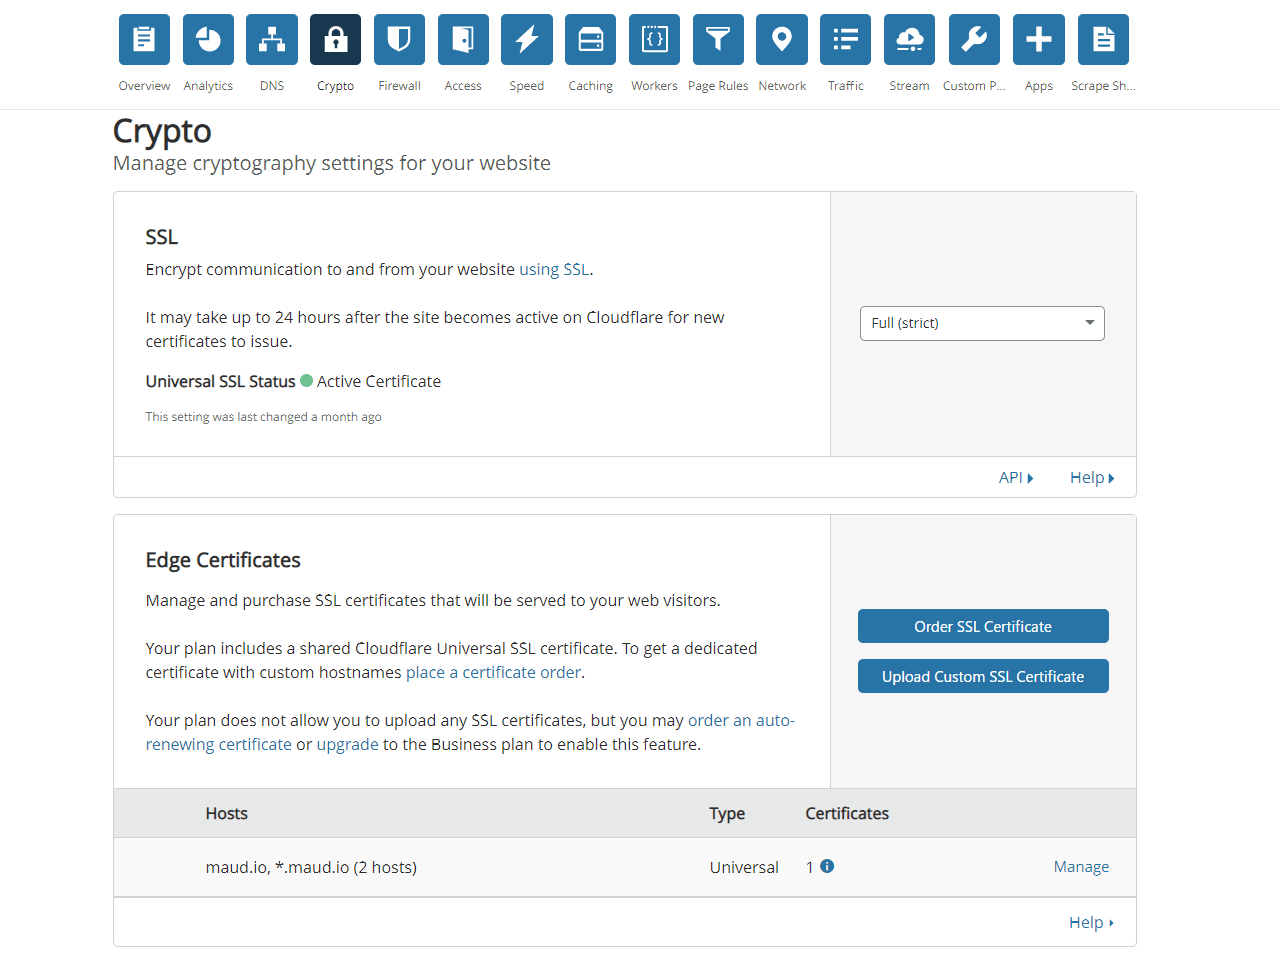 Overview Analytics DNS Crypto Firewall Access Speed Caching Workers Page Rules Network Traffic Stream Custom P... Apps Scrape Sh...
Crypto
Manage cryptography settings for your website
SSL
Encrypt communication to and from your website using SSL.
It may take up to 24 hours after the site becomes active on Cloudflare for new
certificates to issue.
Universal SSL Status Active Certificate
This setting was last changed a month ago
Full (strict)
API Help
Edge Certificates
Manage and purchase SSL certificates that will be served to your web visitors.
Your plan includes a shared Cloudflare Universal SSL certificate. To get a dedicated
certificate with custom hostnames place a certificate order.
Your plan does not allow you to upload any SSL certificates, but you may order an auto-
renewing certificate or upgrade to the Business plan to enable this feature.
Order SSL Certificate
Upload Custom SSL Certificate
Hosts Type Certificates
maud.io, *.maud.io (2 hosts) Universal 1 Manage
Help